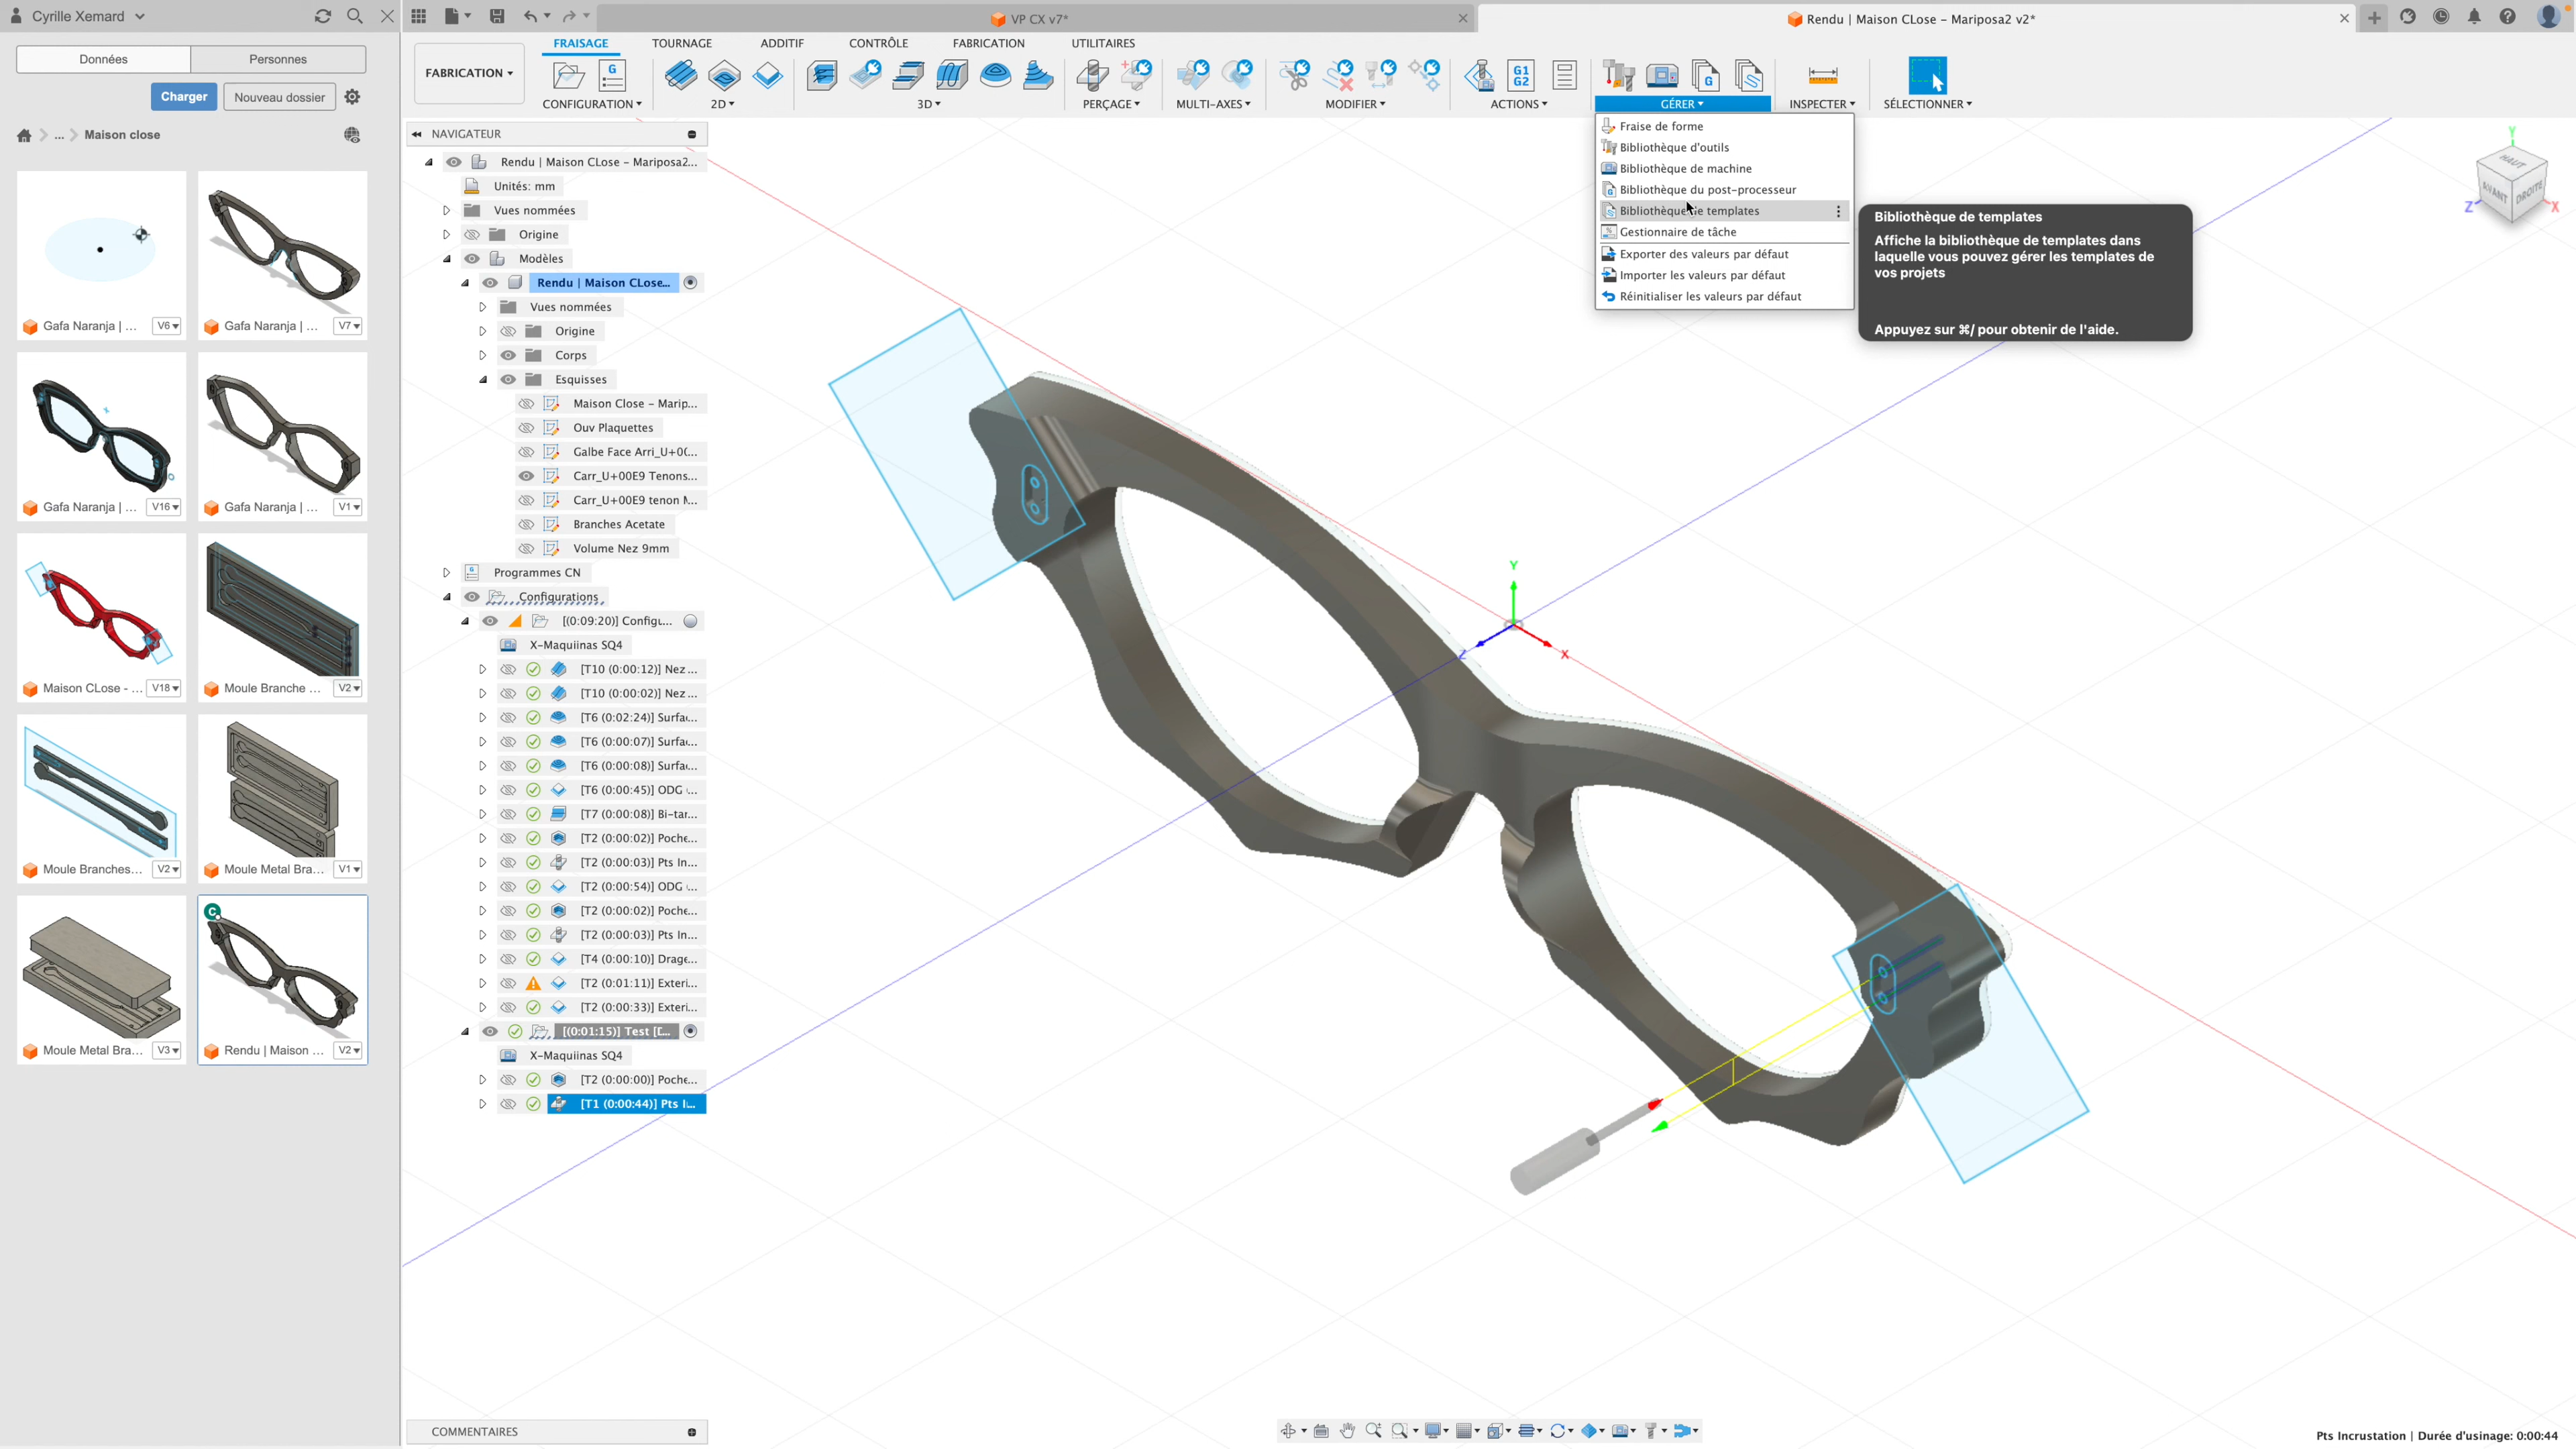 Cyrille Xemard
VP CX v7*
Rendu | Maison CLose – Mariposa2 v2*
Données
Personnes
Charger
Nouveau dossier
... Maison close
Gafa Naranja | ... V6
Gafa Naranja | ... V7
Gafa Naranja | ... V16
Gafa Naranja | ... V1
Maison CLose - ... V18
Moule Branche ... V2
Moule Branches... V2
Moule Metal Bra... V1
Moule Metal Bra... V3
Rendu | Maison ... V2
C
FABRICATION
FRAISAGE
TOURNAGE
ADDITIF
CONTRÔLE
FABRICATION
UTILITAIRES
G
G1
G2
G
CONFIGURATION
2D
3D
PERÇAGE
MULTI-AXES
MODIFIER
ACTIONS
GÉRER
INSPECTER
SÉLECTIONNER
NAVIGATEUR
Rendu | Maison CLose – Mariposa2...
Unités: mm
Vues nommées
Origine
Modèles
Rendu | Maison CLose...
Vues nommées
Origine
Corps
Esquisses
Maison Close – Marip...
Ouv Plaquettes
Galbe Face Arri_U+0(...
Carr_U+00E9 Tenons...
Carr_U+00E9 tenon M...
Branches Acetate
Volume Nez 9mm
Programmes CN
Configurations
[(0:09:20)] Configu...
X-Maquiinas SQ4
[T10 (0:00:12)] Nez ...
[T10 (0:00:02)] Nez ...
[T6 (0:02:24)] Surfa...
[T6 (0:00:07)] Surfa...
[T6 (0:00:08)] Surfa...
[T6 (0:00:45)] ODG ...
[T7 (0:00:08)] Bi-tan...
[T2 (0:00:02)] Poche...
[T2 (0:00:03)] Pts In...
[T2 (0:00:54)] ODG ...
[T2 (0:00:02)] Poche...
[T2 (0:00:03)] Pts In...
[T4 (0:00:10)] Drage...
[T2 (0:01:11)] Exteri...
[T2 (0:00:33)] Exteri...
[(0:01:15)] Test [D...
X-Maquiinas SQ4
[T2 (0:00:00)] Poche...
[T1 (0:00:44)] Pts I...
Fraise de forme
Bibliothèque d'outils
Bibliothèque de machine
Bibliothèque du post-processeur
Bibliothèque de templates
Gestionnaire de tâche
Exporter des valeurs par défaut
Importer les valeurs par défaut
Réinitialiser les valeurs par défaut
Bibliothèque de templates
Affiche la bibliothèque de templates dans
laquelle vous pouvez gérer les templates de
vos projets
Appuyez sur ⌘/ pour obtenir de l'aide.
Y
HAUT
AVANT
DROITE
Z
X
Y
Z
X
COMMENTAIRES
Pts Incrustation | Durée d'usinage: 0:00:44